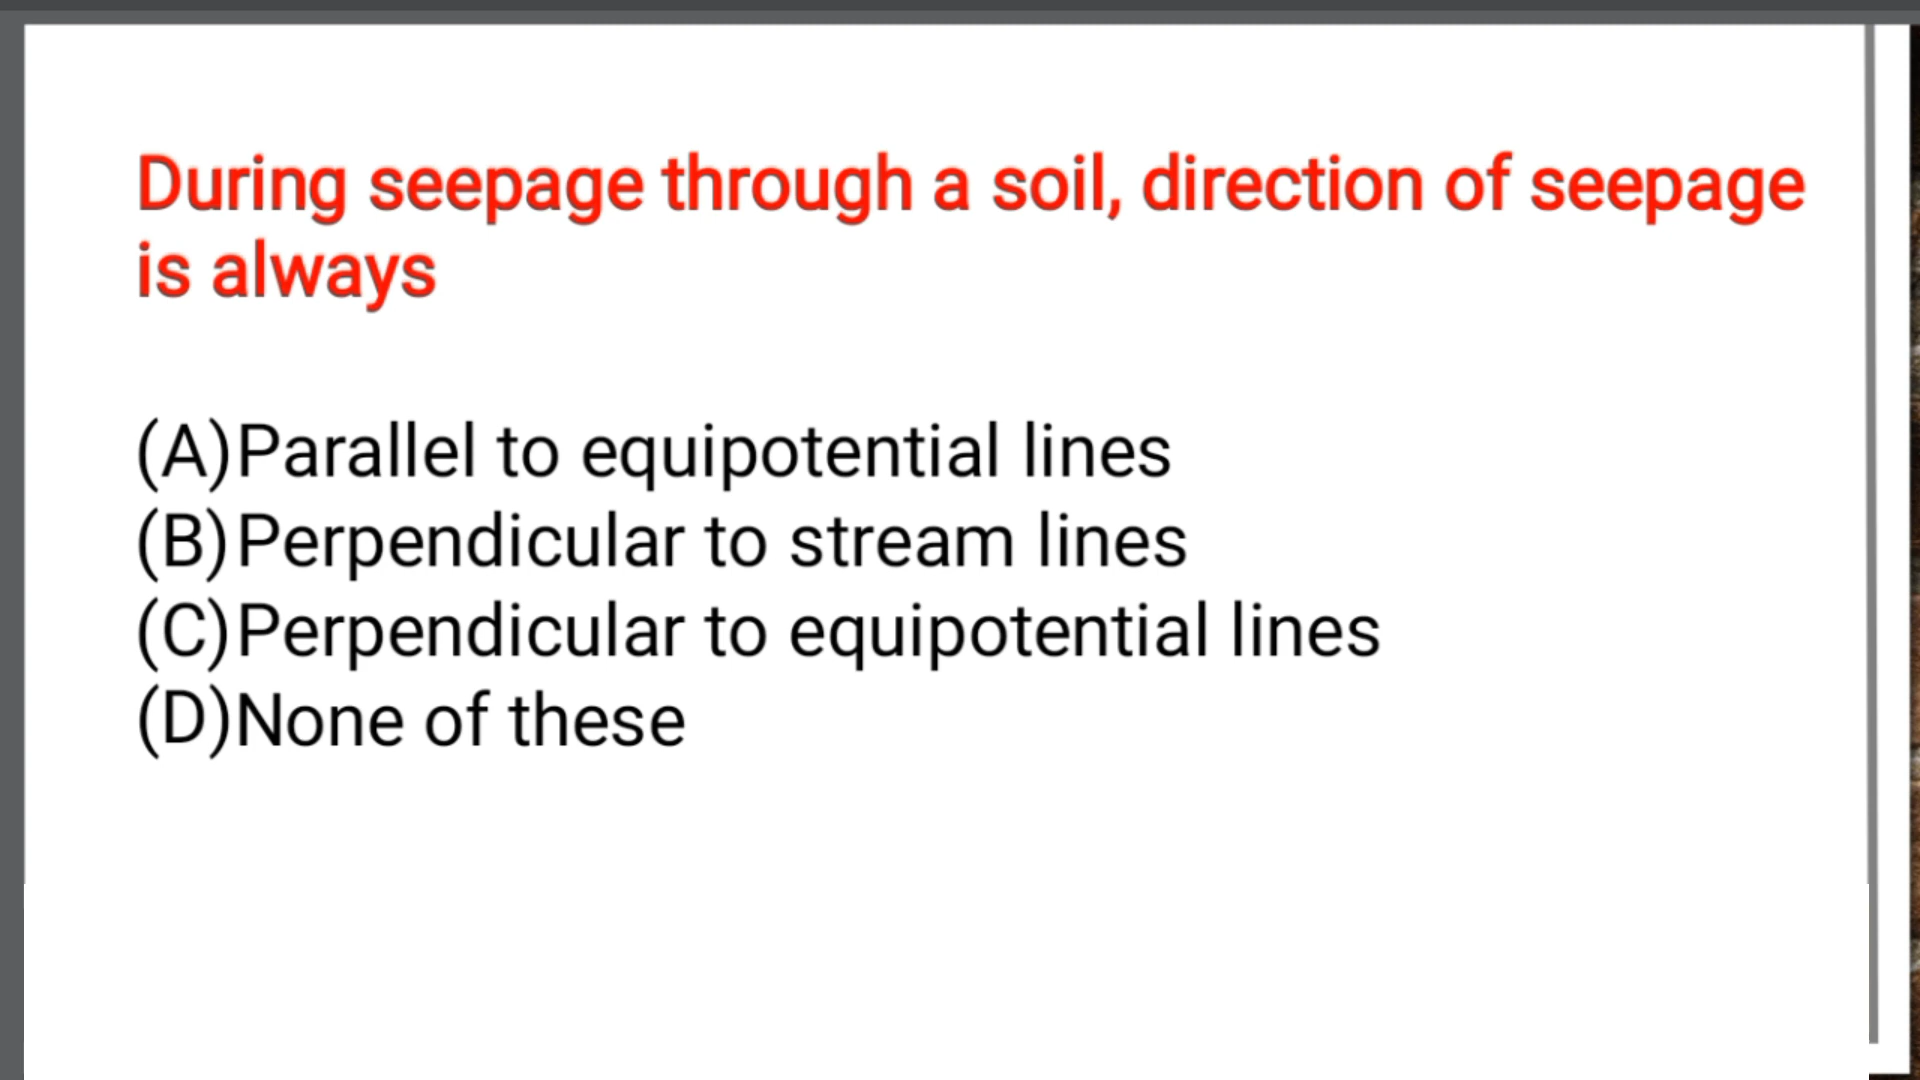 During seepage through a soil, direction of seepage
is always
(A)Parallel to equipotential lines
(B)Perpendicular to stream lines
(C)Perpendicular to equipotential lines
(D)None of these